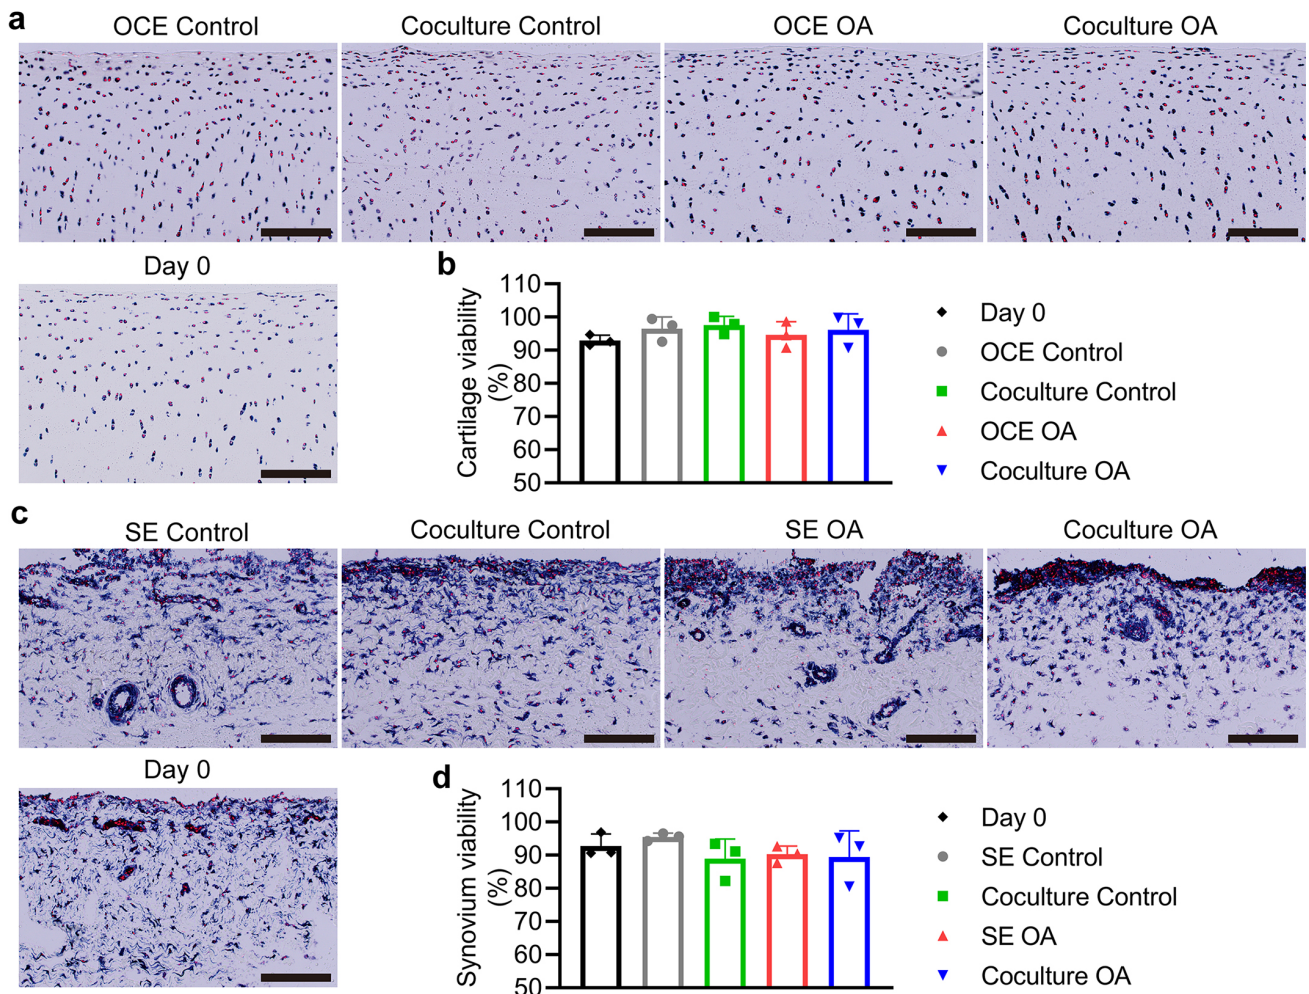 a
OCE Control
Coculture Control
OCE OA
Coculture OA
Day 0
b
Cartilage viability
(%)
110
100
90
80
70
60
50
Day 0
OCE Control
Coculture Control
OCE OA
Coculture OA
c
SE Control
Coculture Control
SE OA
Coculture OA
Day 0
d
Synovium viability
(%)
110
100
90
80
70
60
50
Day 0
SE Control
Coculture Control
SE OA
Coculture OA